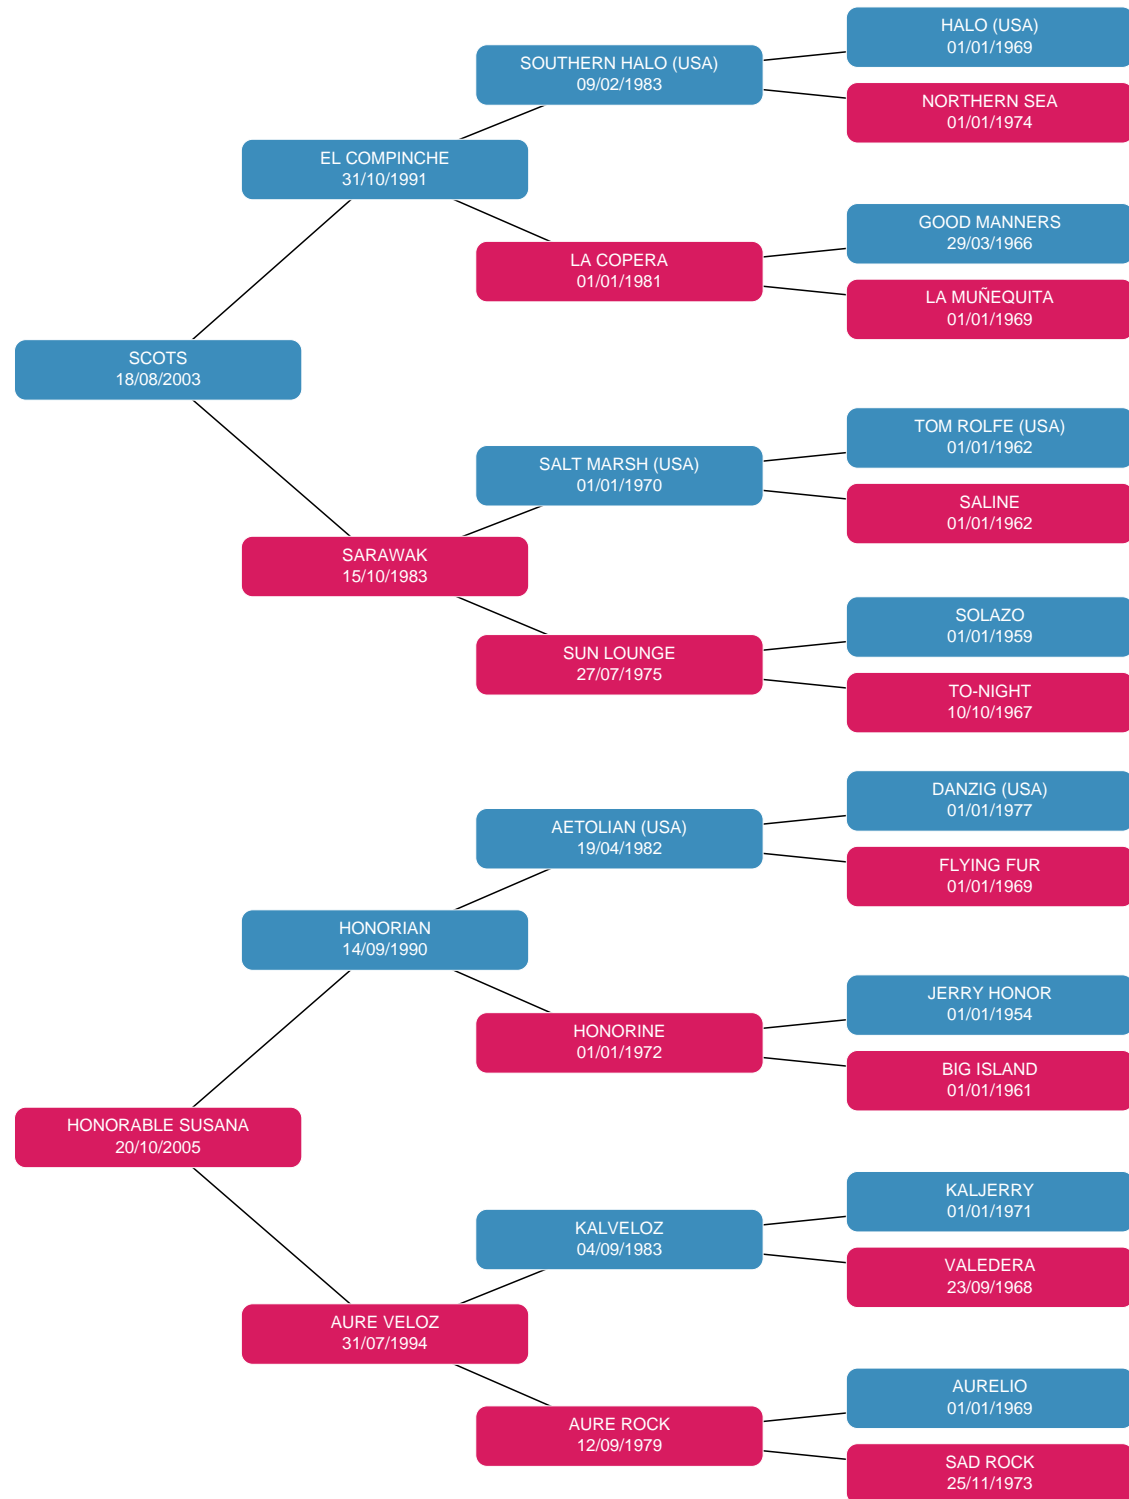 HALO (USA)
01/01/1969
SOUTHERN HALO (USA)
09/02/1983
NORTHERN SEA
01/01/1974
EL COMPINCHE
31/10/1991
GOOD MANNERS
29/03/1966
LA COPERA
01/01/1981
LA MUÑEQUITA
01/01/1969
SCOTS
18/08/2003
TOM ROLFE (USA)
01/01/1962
SALT MARSH (USA)
01/01/1970
SALINE
01/01/1962
SARAWAK
15/10/1983
SOLAZO
01/01/1959
SUN LOUNGE
27/07/1975
TO-NIGHT
10/10/1967
DANZIG (USA)
01/01/1977
AETOLIAN (USA)
19/04/1982
FLYING FUR
01/01/1969
HONORIAN
14/09/1990
JERRY HONOR
01/01/1954
HONORINE
01/01/1972
BIG ISLAND
01/01/1961
HONORABLE SUSANA
20/10/2005
KALJERRY
01/01/1971
KALVELOZ
04/09/1983
VALEDERA
23/09/1968
AURE VELOZ
31/07/1994
AURELIO
01/01/1969
AURE ROCK
12/09/1979
SAD ROCK
25/11/1973